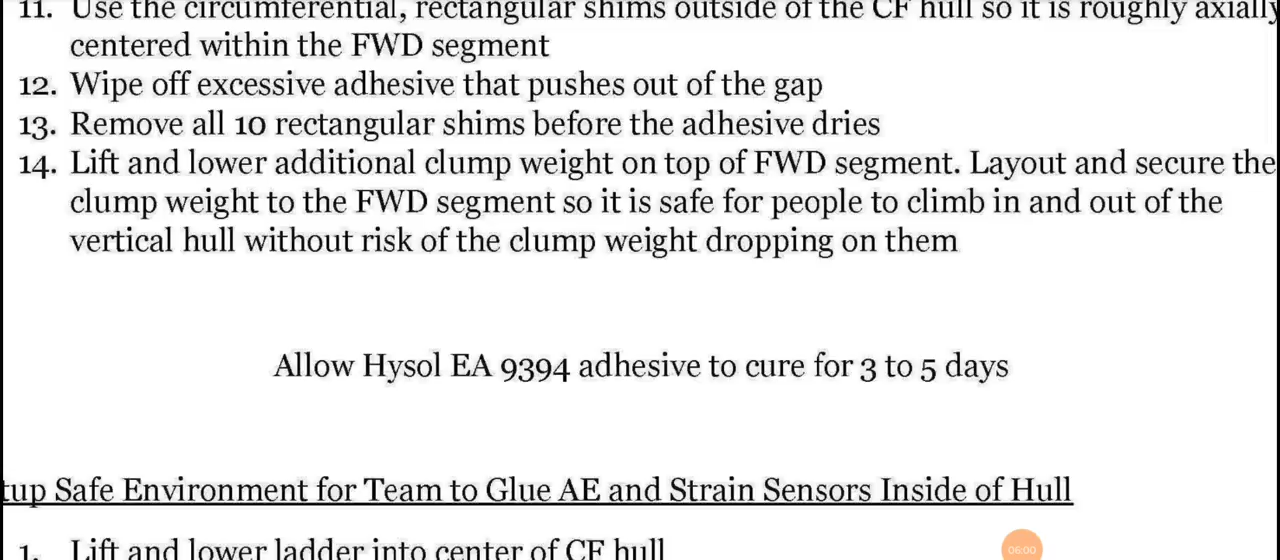 11. Use the circumferential, rectangular shims outside of the CF hull so it is roughly axially
centered within the FWD segment
12. Wipe off excessive adhesive that pushes out of the gap
13. Remove all 10 rectangular shims before the adhesive dries
14. Lift and lower additional clump weight on top of FWD segment. Layout and secure the
clump weight to the FWD segment so it is safe for people to climb in and out of the
vertical hull without risk of the clump weight dropping on them
Allow Hysol EA 9394 adhesive to cure for 3 to 5 days
tup Safe Environment for Team to Glue AE and Strain Sensors Inside of Hull
1. Lift and lower ladder into center of CF hull
06:00